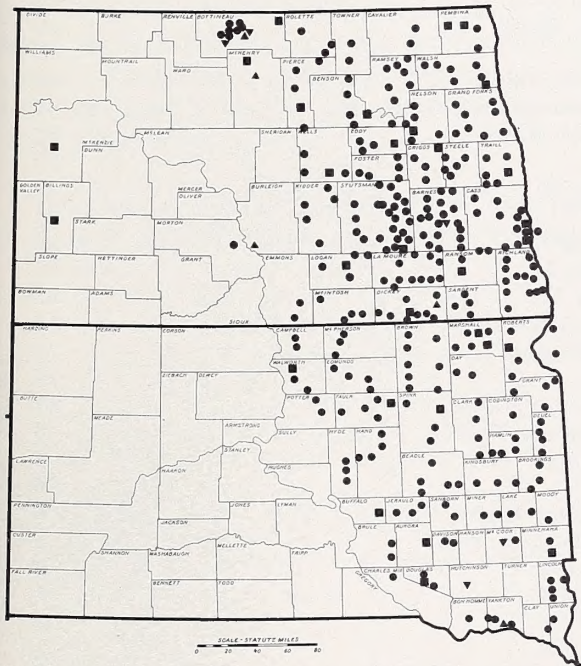 DIVIDE BURKE RENVILLE BOTTINEAU ROLETTE TOWNER CAVALIER PEMBINA
WILLIAMS MOUNTRAIL WARD McHENRY PIERCE BENSON RAMSEY WALSH
NELSON GRAND FORKS
McKENZIE DUNN McLEAN SHERIDAN WELLS EDDY FOSTER GRIGGS STEELE TRAILL
GOLDEN VALLEY BILLINGS MERCER OLIVER BURLEIGH KIDDER STUTSMAN BARNES CASS
STARK MORTON
SLOPE HETTINGER GRANT EMMONS LOGAN LA MOURE RANSOM RICHLAND
BOWMAN ADAMS SIOUX McINTOSH DICKEY SARGENT
HARDING PERKINS CORSON CAMPBELL McPHERSON BROWN MARSHALL ROBERTS
WALWORTH EDMUNDS DAY
ZIEBACH DEWEY GRANT
BUTTE MEADE POTTER FAULK SPINK CLARK CODINGTON DEUEL
ARMSTRONG SULLY HYDE HAND HAMLIN
STANLEY
LAWRENCE HAAKON HUGHES BEADLE KINGSBURY BROOKINGS
PENNINGTON JACKSON JONES LYMAN BUFFALO JERAULD SANBORN MINER LAKE MOODY
CUSTER SHANNON WASHABAUGH MELLETTE TRIPP BRULE AURORA DAVISON HANSON McCOOK MINNEHAHA
FALL RIVER BENNETT TODD GREGORY CHARLES MIX DOUGLAS HUTCHINSON TURNER LINCOLN
BON HOMME YANKTON CLAY UNION
SCALE-STATUTE MILES
0 20 40 60 80